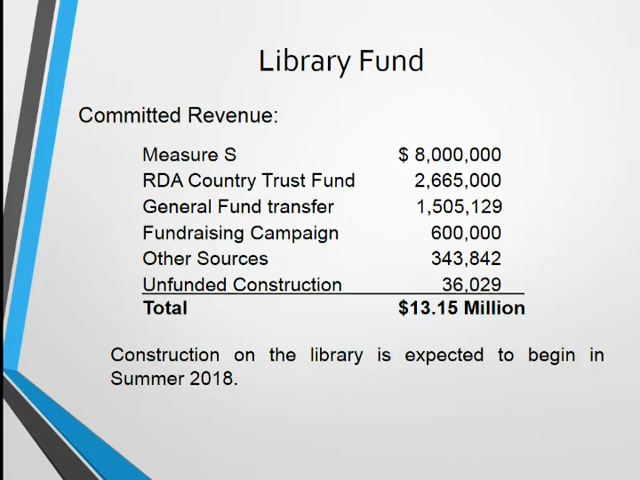 Library Fund
Committed Revenue:
Measure S $ 8,000,000
RDA Country Trust Fund 2,665,000
General Fund transfer 1,505,129
Fundraising Campaign 600,000
Other Sources 343,842
Unfunded Construction 36,029
Total $13.15 Million
Construction on the library is expected to begin in
Summer 2018.